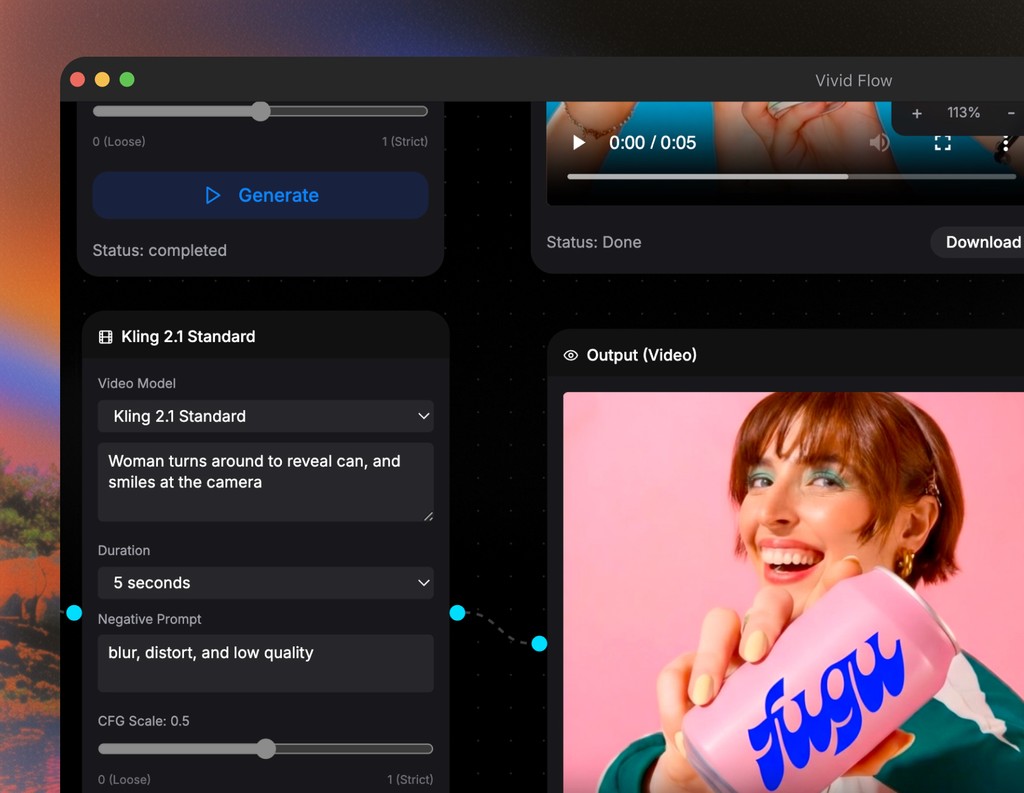 Vivid Flow
0 (Loose)
1 (Strict)
Generate
Status: completed
+ 113% -
0:00 / 0:05
Status: Done
Download
Kling 2.1 Standard
Video Model
Kling 2.1 Standard
Woman turns around to reveal can, and
smiles at the camera
Duration
5 seconds
Negative Prompt
blur, distort, and low quality
CFG Scale: 0.5
0 (Loose)
1 (Strict)
Output (Video)
fugu